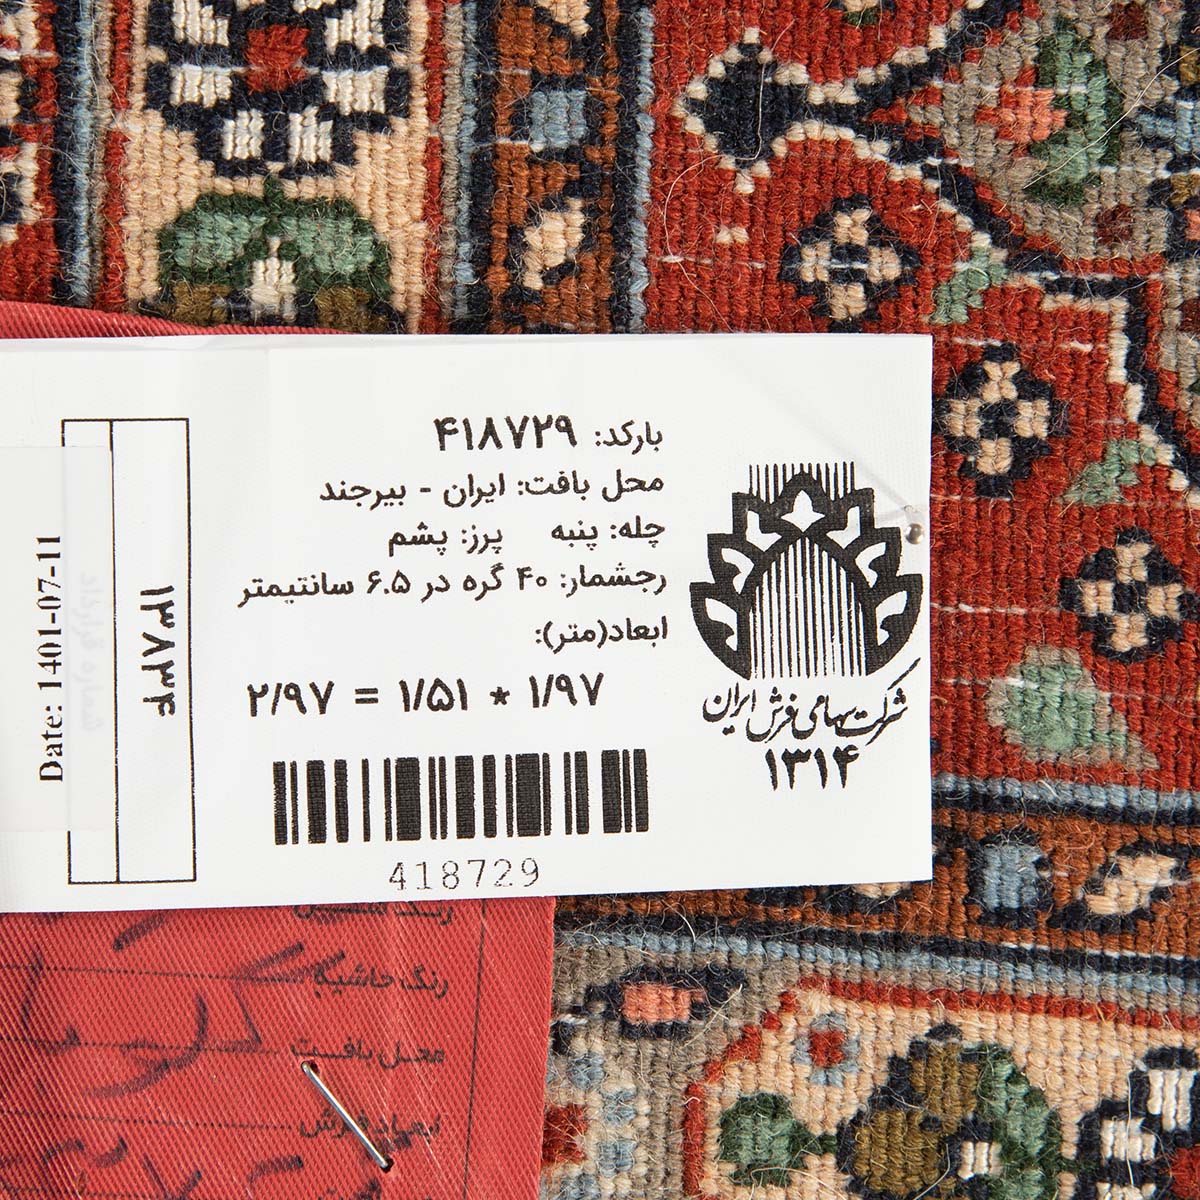 بارکد: ۴۱۸۷۲۹
محل بافت: ایران - بیرجند
چله: پنبه    پرز: پشم
رجشمار: ۴۰ گره در ۶.۵ سانتیمتر
ابعاد(متر):
۲/۹۷ = ۱/۵۱ * ۱/۹۷
418729
شرکت سهامی فرش ایران
۱۳۱۴
۱۳۸۳۴
Date: 1401-07-11
رنگ حاشیه
محل بافت
ابعاد فرش